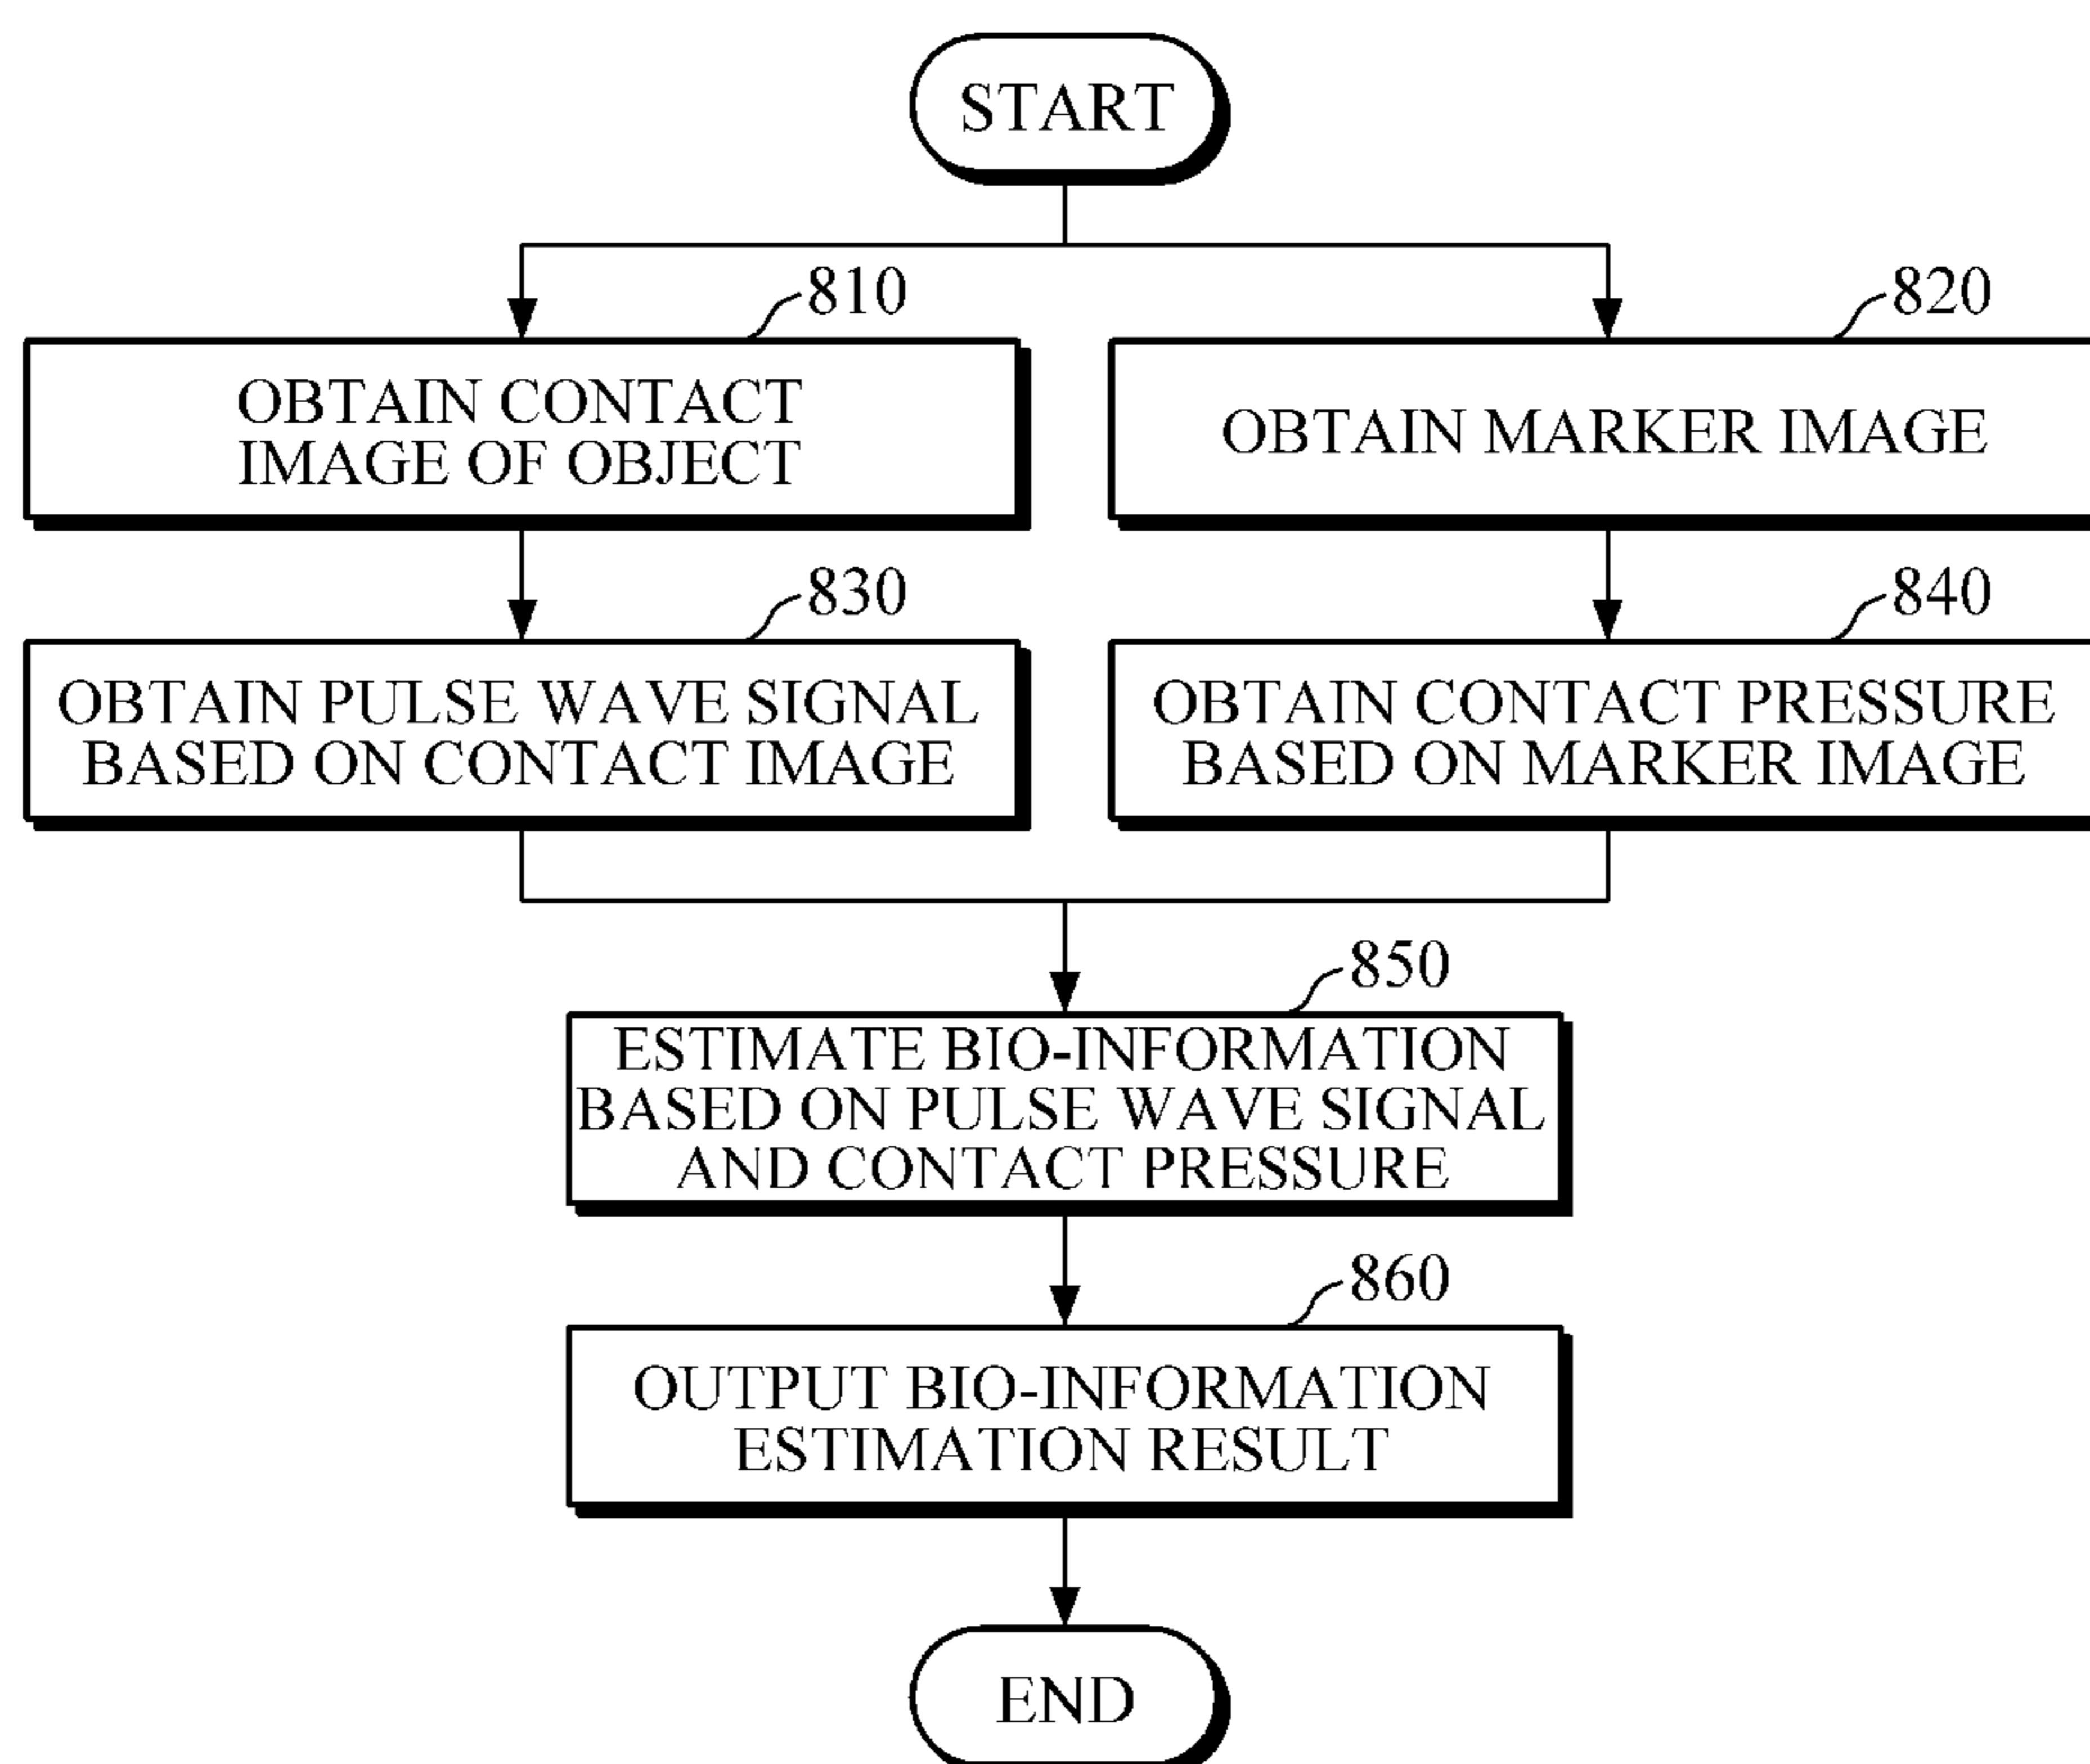 START
810
OBTAIN CONTACT
IMAGE OF OBJECT
820
OBTAIN MARKER IMAGE
830
OBTAIN PULSE WAVE SIGNAL
BASED ON CONTACT IMAGE
840
OBTAIN CONTACT PRESSURE
BASED ON MARKER IMAGE
850
ESTIMATE BIO-INFORMATION
BASED ON PULSE WAVE SIGNAL
AND CONTACT PRESSURE
860
OUTPUT BIO-INFORMATION
ESTIMATION RESULT
END